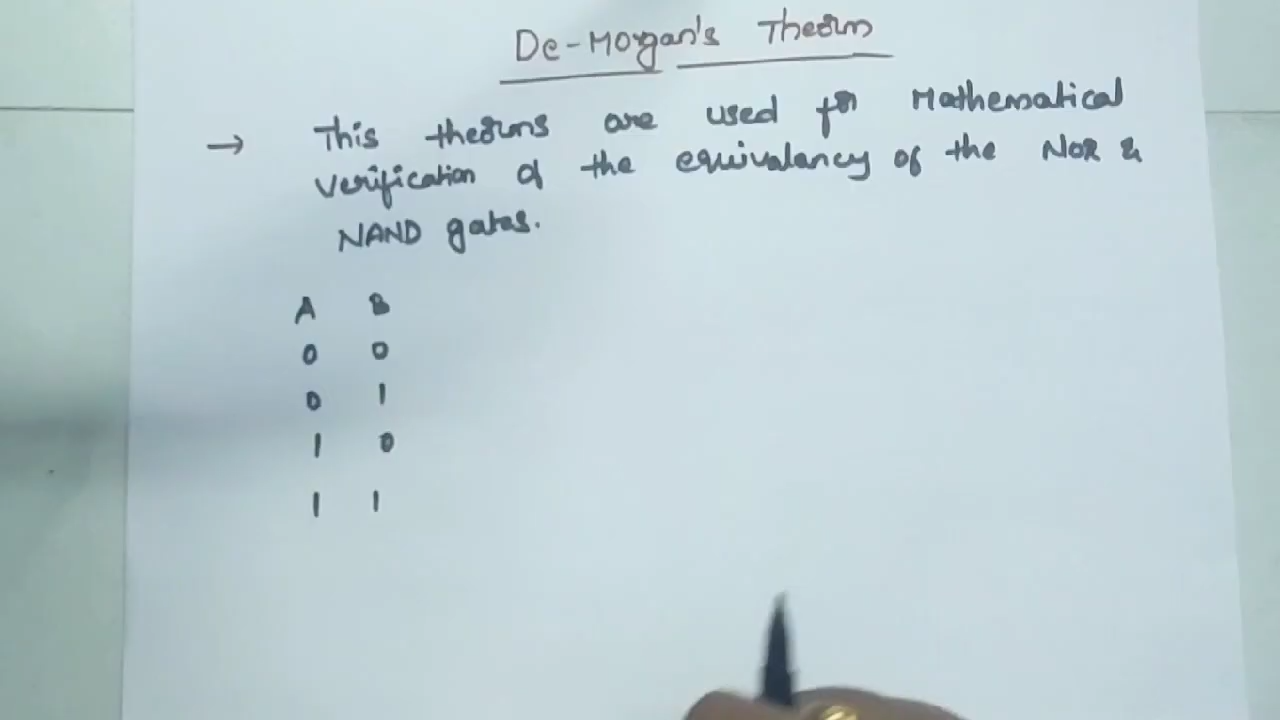 De-Morgan's Theorm
→ This theorms are used for Mathematical
verification of the equivalancy of the NOR &
NAND gates.
A B
0 0
0 1
1 0
1 1